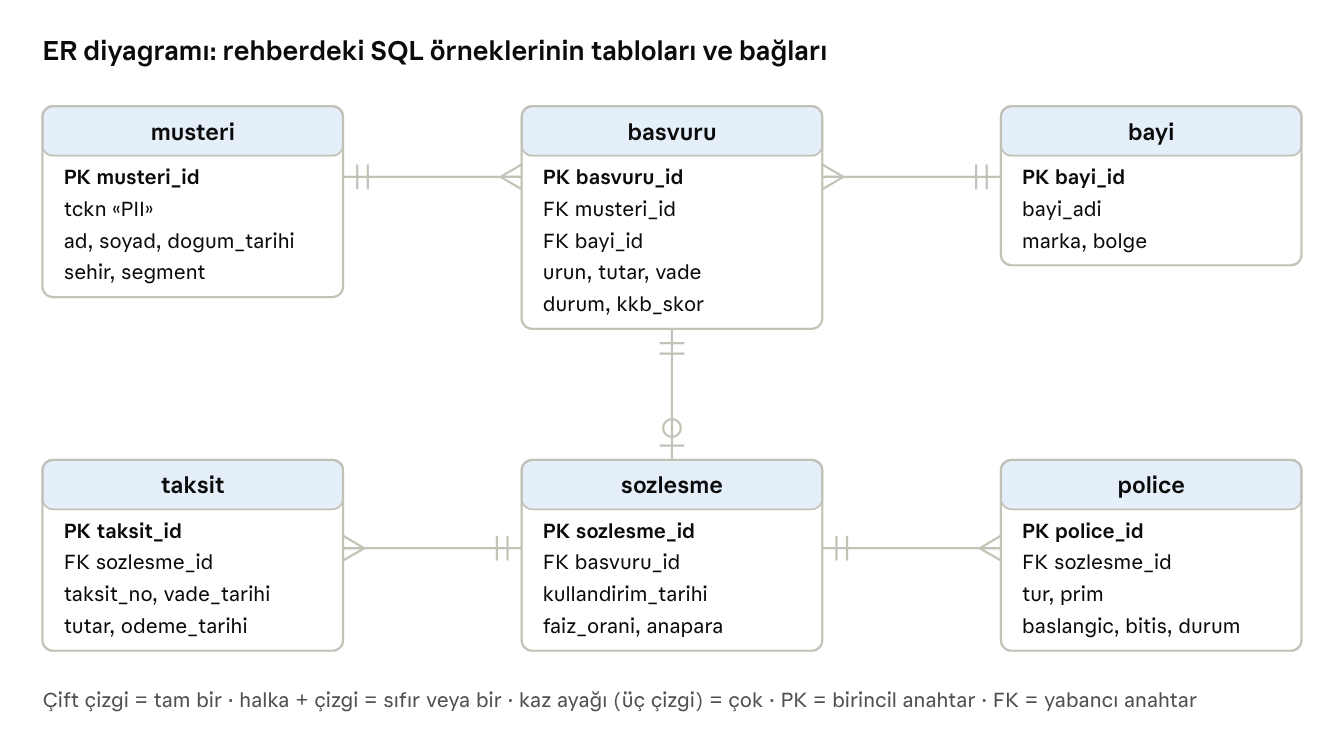 ER diyagramı: rehberdeki SQL örneklerinin tabloları ve bağları
musteri
PK musteri_id
tckn «PII»
ad, soyad, dogum_tarihi
sehir, segment
basvuru
PK basvuru_id
FK musteri_id
FK bayi_id
urun, tutar, vade
durum, kkb_skor
bayi
PK bayi_id
bayi_adi
marka, bolge
taksit
PK taksit_id
FK sozlesme_id
taksit_no, vade_tarihi
tutar, odeme_tarihi
sozlesme
PK sozlesme_id
FK basvuru_id
kullandirim_tarihi
faiz_orani, anapara
police
PK police_id
FK sozlesme_id
tur, prim
baslangic, bitis, durum
Çift çizgi = tam bir · halka + çizgi = sıfır veya bir · kaz ayağı (üç çizgi) = çok · PK = birincil anahtar · FK = yabancı anahtar